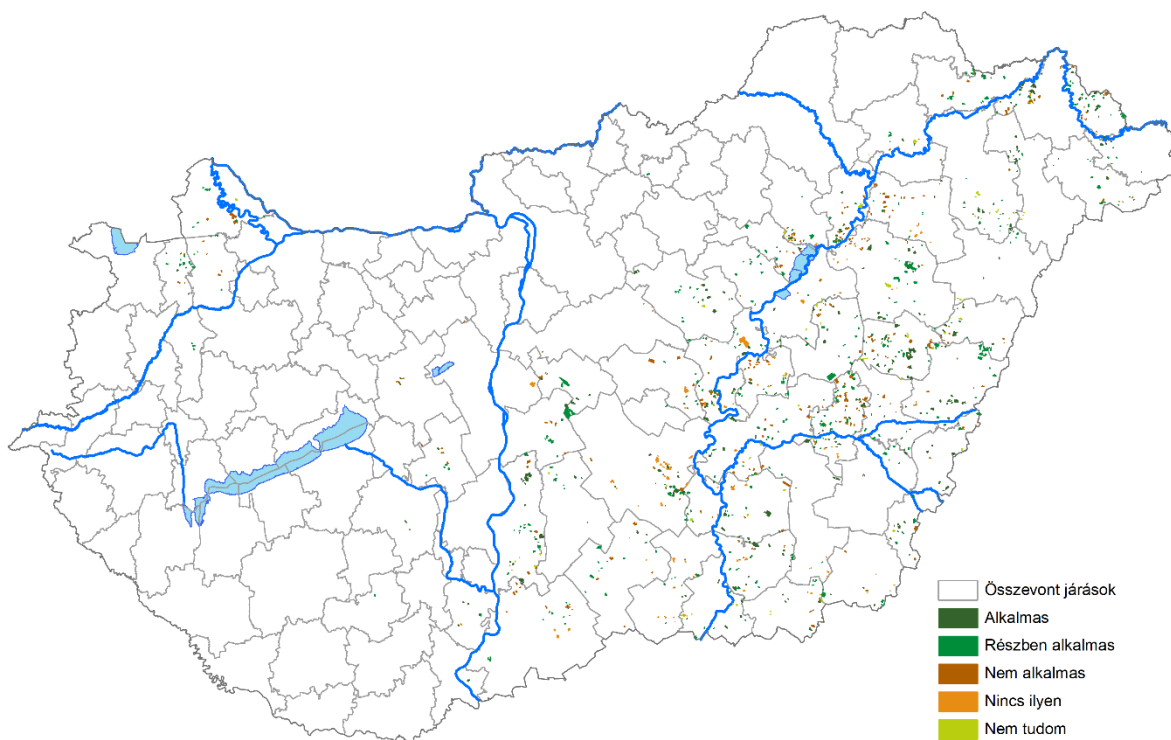 Összevont járások
Alkalmas
Részben alkalmas
Nem alkalmas
Nincs ilyen
Nem tudom